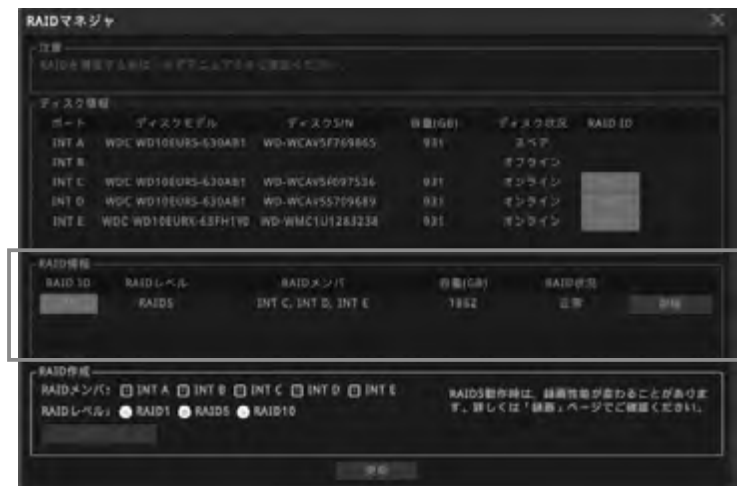 RAIDマネジャ
注意
ディスク情報
ポート ディスクモデル ディスクS/N 容量(GB) ディスク状況 RAID ID
INT A WDC WD10EURS-630AB1 WD-WCAV5F769865 931 スペア
INT B オフライン
INT C WDC WD10EURS-630AB1 WD-WCAV5F097536 931 オンライン
INT D WDC WD10EURS-630AB1 WD-WCAV5S709689 931 オンライン
INT E WDC WD10EURX-63FH1Y0 WD-WMC1U1283238 931 オンライン
RAID情報
RAID ID RAIDレベル RAIDメンバ 容量(GB) RAID状況
RAID5 INT C, INT D, INT E 1862 正常 削除
RAID作成
RAIDメンバ: INT A INT B INT C INT D INT E
RAIDレベル: RAID1 RAID5 RAID10
RAID5動作時は、録画性能が変わることがありま
す。詳しくは「録画」ページでご確認ください。